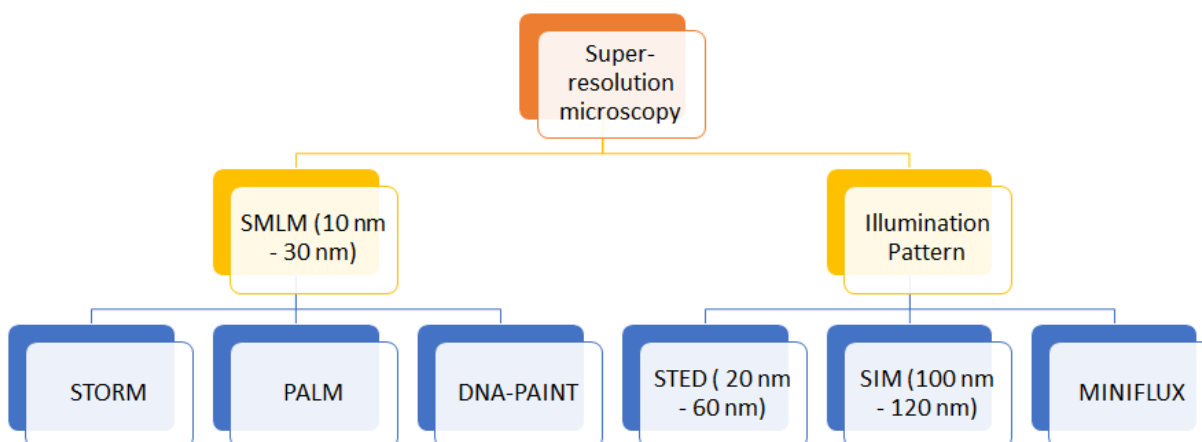 Super-
resolution
microscopy
SMLM (10 nm
- 30 nm)
Illumination
Pattern
STORM
PALM
DNA-PAINT
STED ( 20 nm
- 60 nm)
SIM (100 nm
- 120 nm)
MINIFLUX